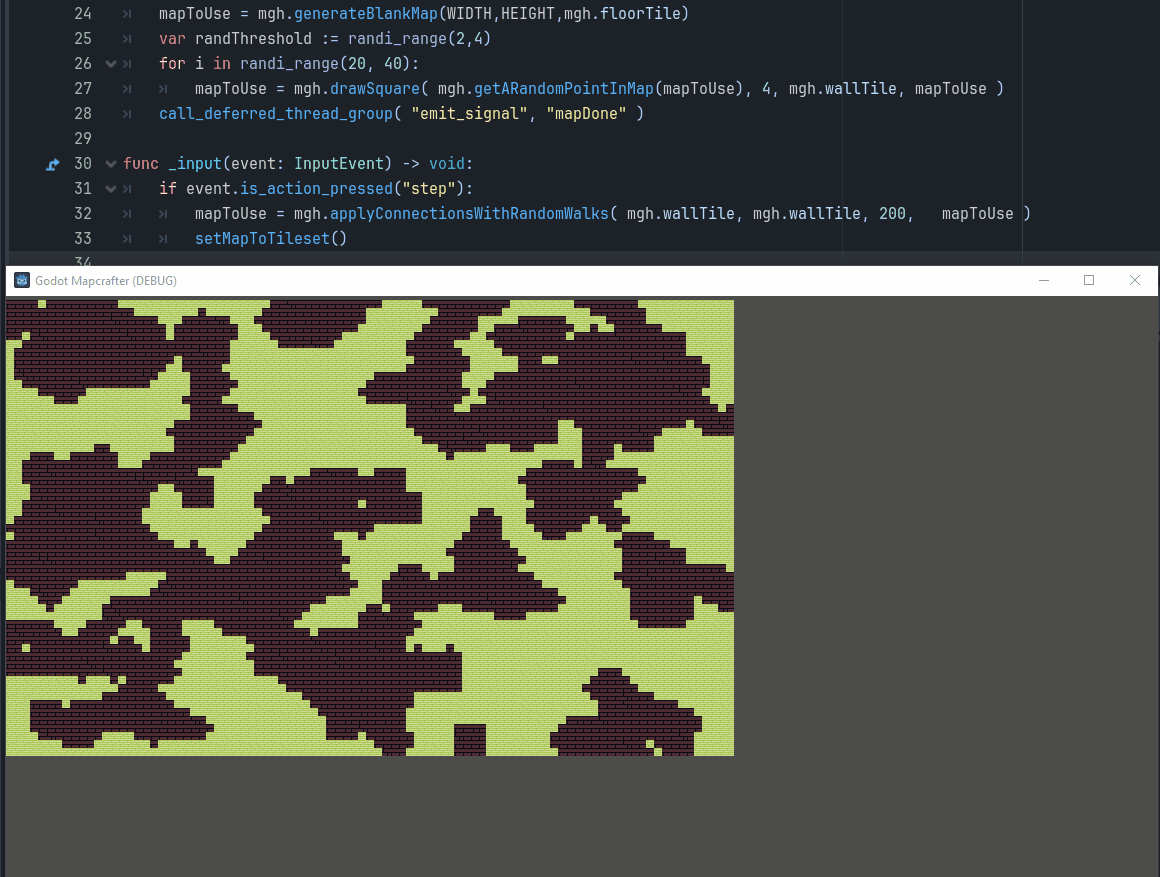 24 mapToUse = mgh.generateBlankMap(WIDTH,HEIGHT,mgh.floorTile)
25 var randThreshold := randi_range(2,4)
26 for i in randi_range(20, 40):
27 mapToUse = mgh.drawSquare( mgh.getARandomPointInMap(mapToUse), 4, mgh.wallTile, mapToUse )
28 call_deferred_thread_group( "emit_signal", "mapDone" )
29
30 func _input(event: InputEvent) -> void:
31 if event.is_action_pressed("step"):
32 mapToUse = mgh.applyConnectionsWithRandomWalks( mgh.wallTile, mgh.wallTile, 200,   mapToUse )
33 setMapToTileset()
34
Godot Mapcrafter (DEBUG)